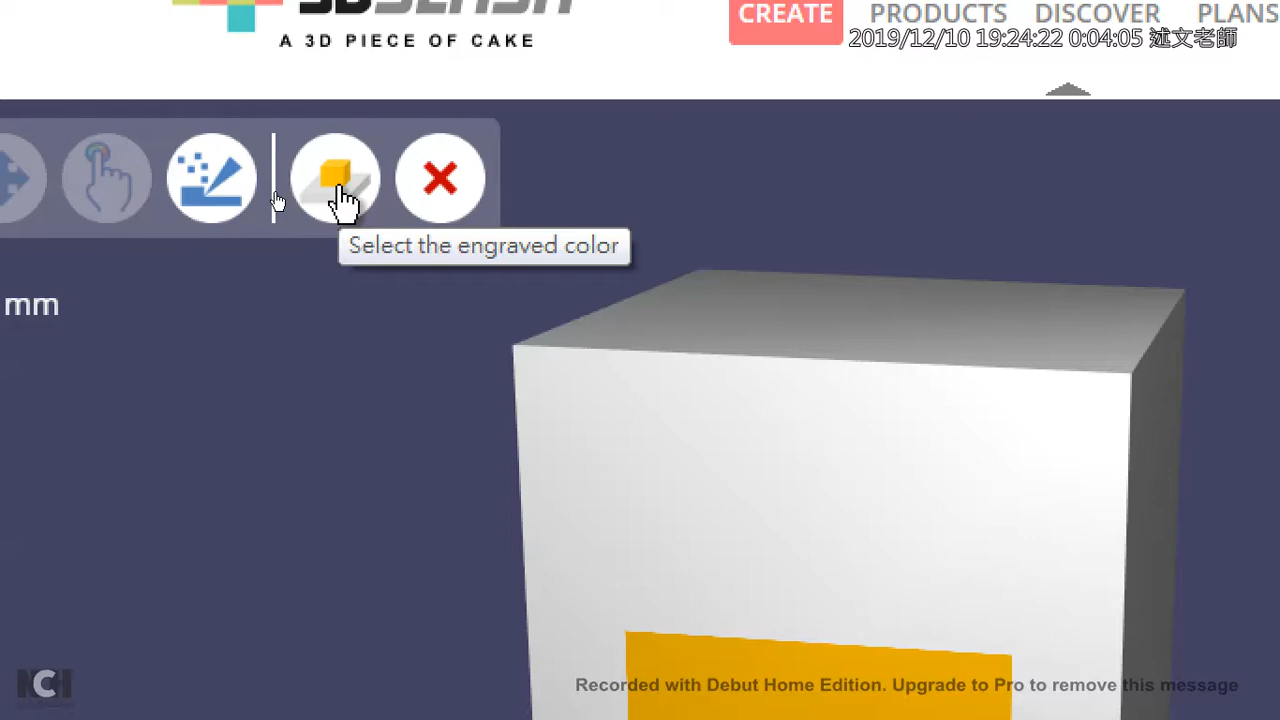 3DSLASH
A 3D PIECE OF CAKE
CREATE
PRODUCTS
DISCOVER
PLANS
2019/12/10 19:24:22 0:04:05 述文老師
Select the engraved color
mm
NCH
Recorded with Debut Home Edition. Upgrade to Pro to remove this message